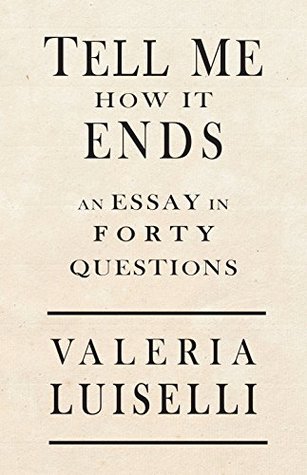 TELL ME
HOW IT
ENDS
AN ESSAY IN
FORTY
QUESTIONS
VALERIA
LUISELLI